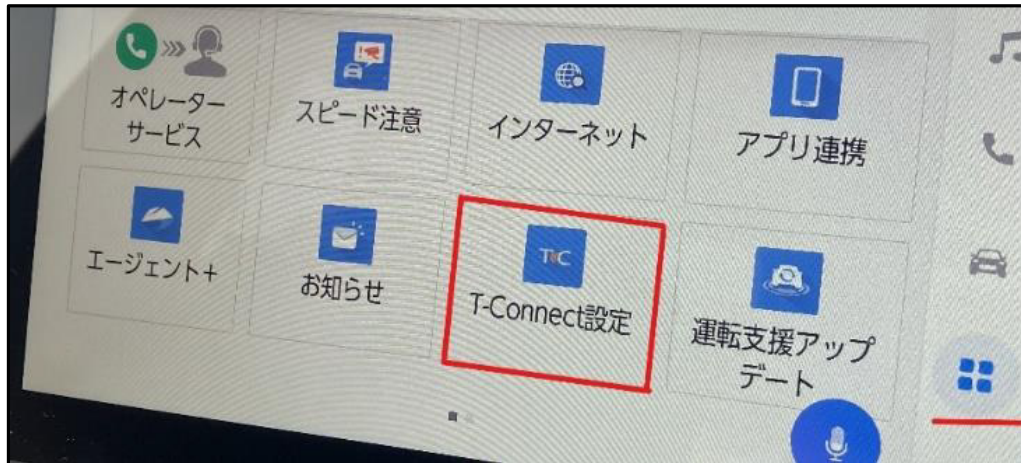 オペレーター
サービス
スピード注意
インターネット
アプリ連携
エージェント+
お知らせ
TC
T-Connect設定
運転支援アップ
デート